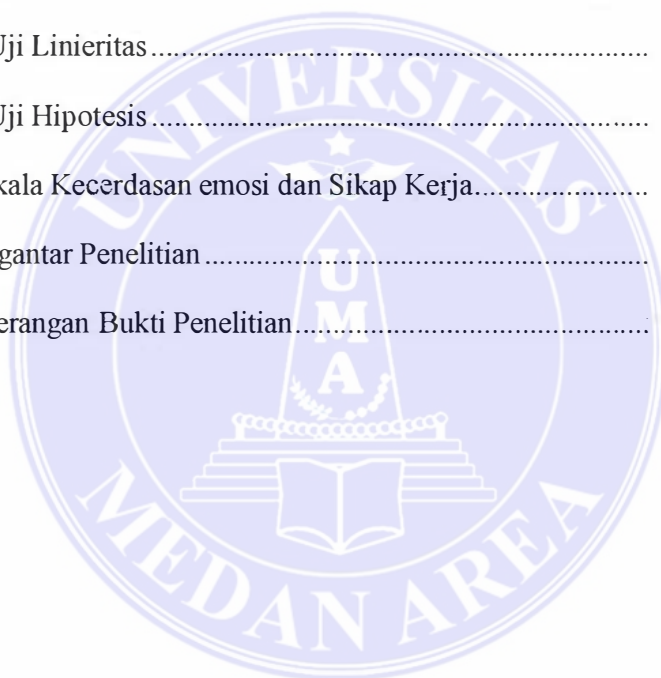 Uji Linieritas
Uji Hipotesis
kala Kecerdasan emosi dan Sikap Kerja
gantar Penelitian
erangan Bukti Penelitian
UNIVERSITAS
UMA
MEDAN AREA